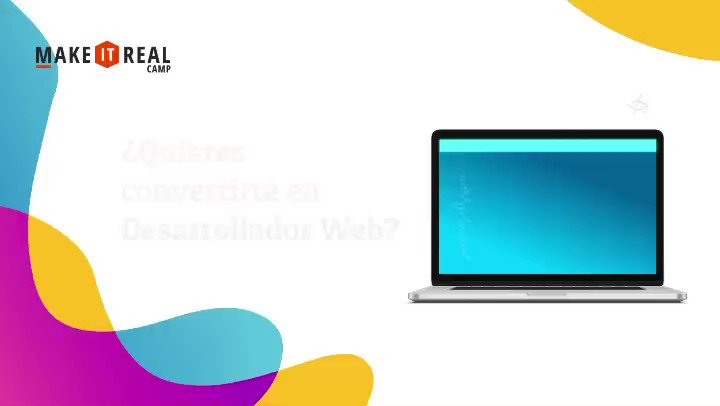 MAKE IT REAL
CAMP
¿Quieres
convertirte en
Desarrollador Web?